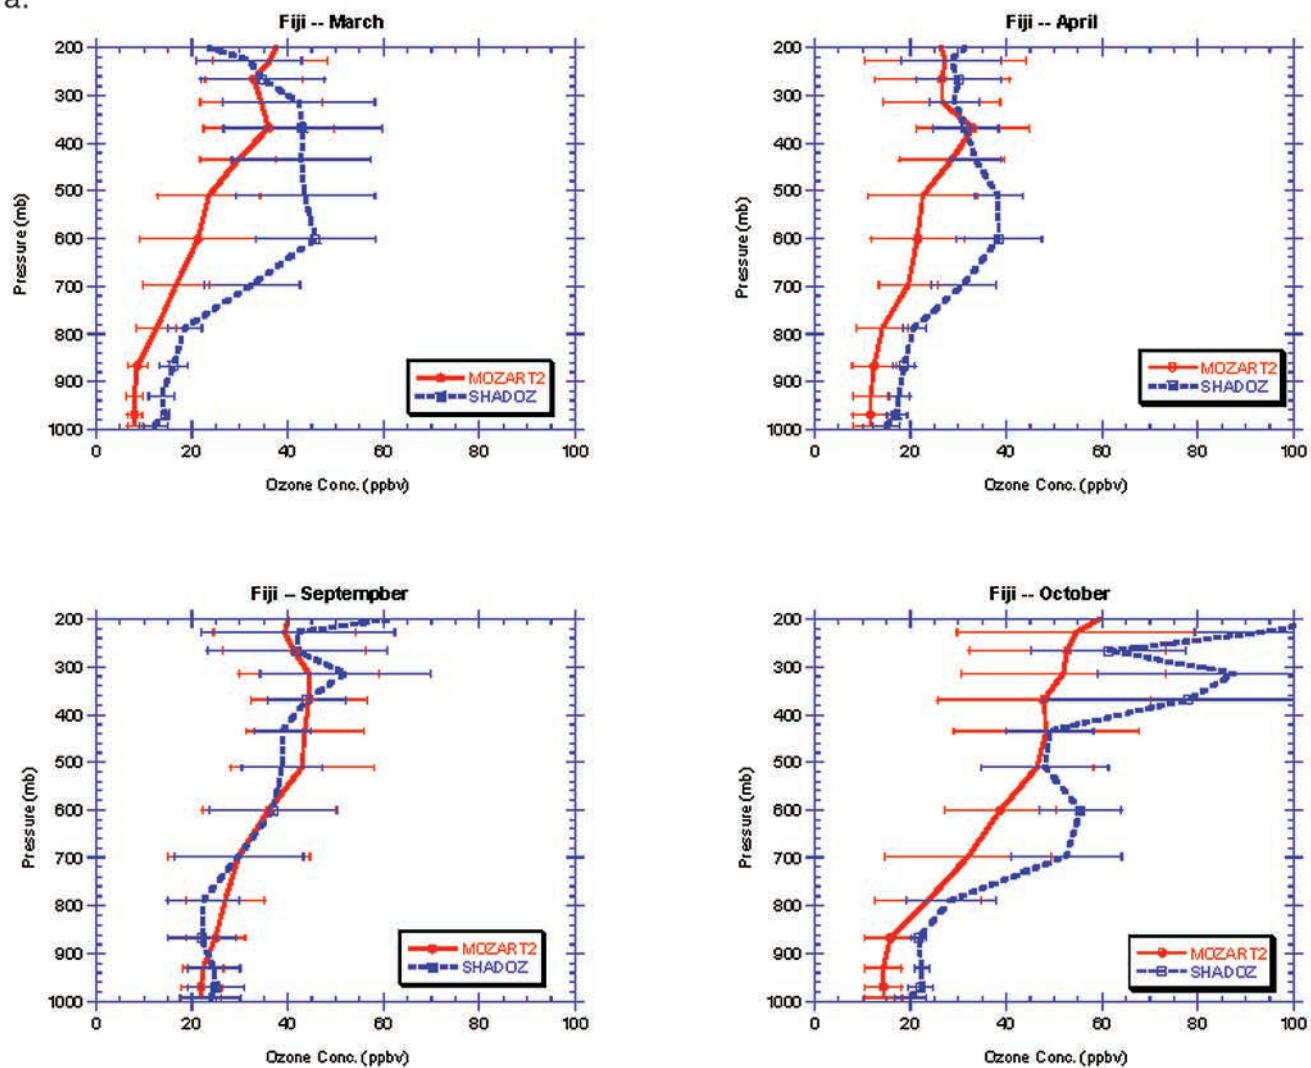 a.
Fiji -- March
200
300
400
500
600
700
800
900
1000
Pressure (mb)
MOZART2
SHADOZ
0 20 40 60 80 100
Ozone Conc. (ppbv)
Fiji -- April
200
300
400
500
600
700
800
900
1000
Pressure (mb)
MOZART2
SHADOZ
0 20 40 60 80 100
Ozone Conc. (ppbv)
Fiji -- Septempber
200
300
400
500
600
700
800
900
1000
Pressure (mb)
MOZART2
SHADOZ
0 20 40 60 80 100
Ozone Conc. (ppbv)
Fiji -- October
200
300
400
500
600
700
800
900
1000
Pressure (mb)
MOZART2
SHADOZ
0 20 40 60 80 100
Ozone Conc. (ppbv)